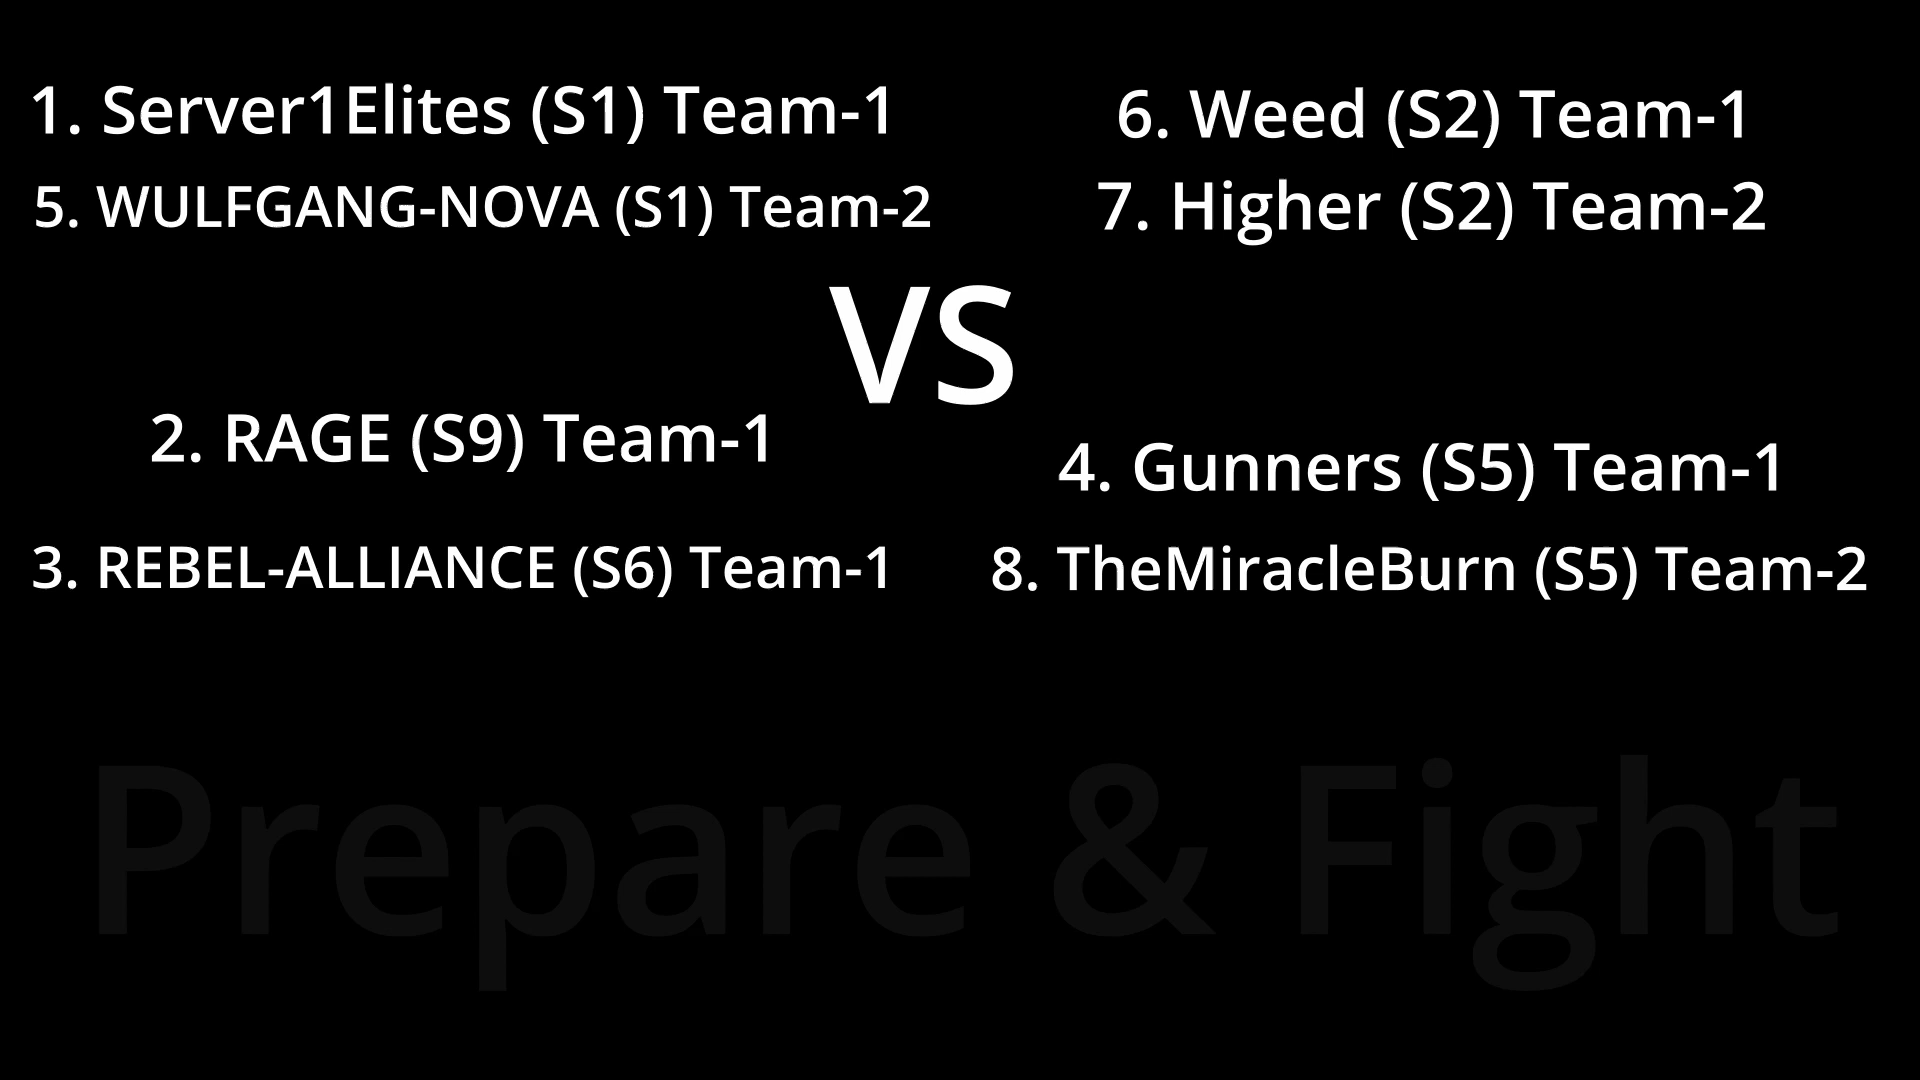 1. Server1Elites (S1) Team-1
5. WULFGANG-NOVA (S1) Team-2
6. Weed (S2) Team-1
7. Higher (S2) Team-2
VS
2. RAGE (S9) Team-1
3. REBEL-ALLIANCE (S6) Team-1
4. Gunners (S5) Team-1
8. TheMiracleBurn (S5) Team-2
Prepare & Fight